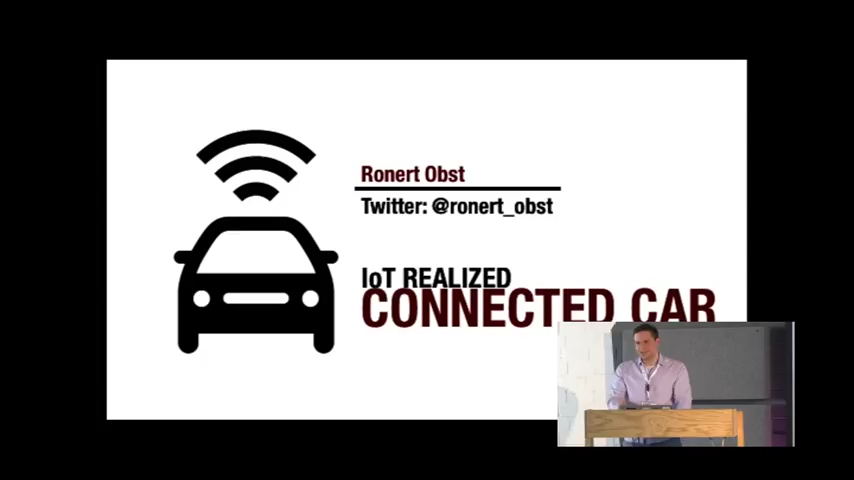 Ronert Obst
Twitter: @ronert_obst
IoT REALIZED
CONNECTED CAR